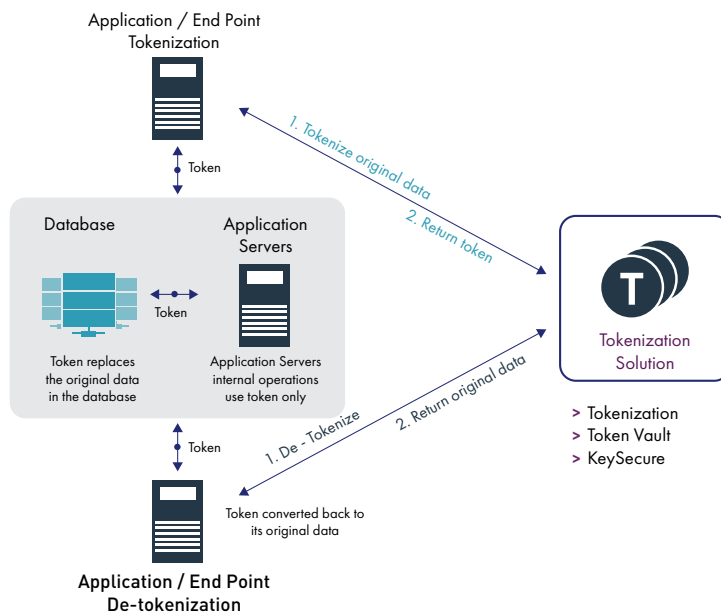 Application / End Point
Tokenization
Token
1. Tokenize original data
2. Return token
Database
Application
Servers
Token
Token replaces
the original data
in the database
Application Servers
internal operations
use token only
T
Tokenization
Solution
> Tokenization
> Token Vault
> KeySecure
Token
1. De - Tokenize
2. Return original data
Token converted back to
its original data
Application / End Point
De-tokenization